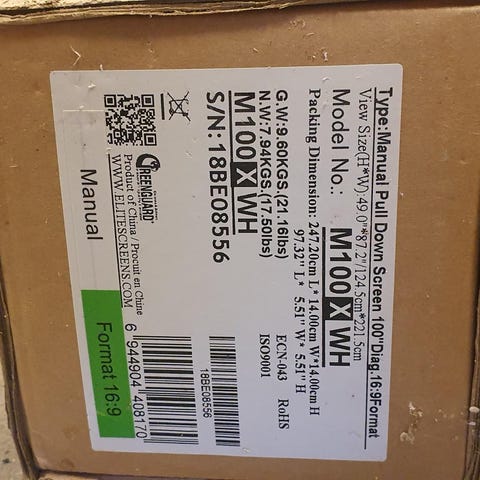 Type:Manual Pull Down Screen 100"Diag.16:9Format
View Size(H*W):49.0"*87.2"/124.5cm*221.5cm
Model No.: M100XWH
Packing Dimension: 247.20cm L* 14.00cm W*14.00cm H
97.32" L* 5.51" W* 5.51" H
G.W:9.60KGS.(21.16lbs)
N.W:7.94KGS.(17.50lbs)
ECN-043 RoHS
ISO9001
M100XWH
S/N:18BE08556
18BE08556
GREENGUARD
Product of China / Procuit en Chine
WWW.ELITESCREENS.COM
6 944904 408170
Manual
Format 16:9